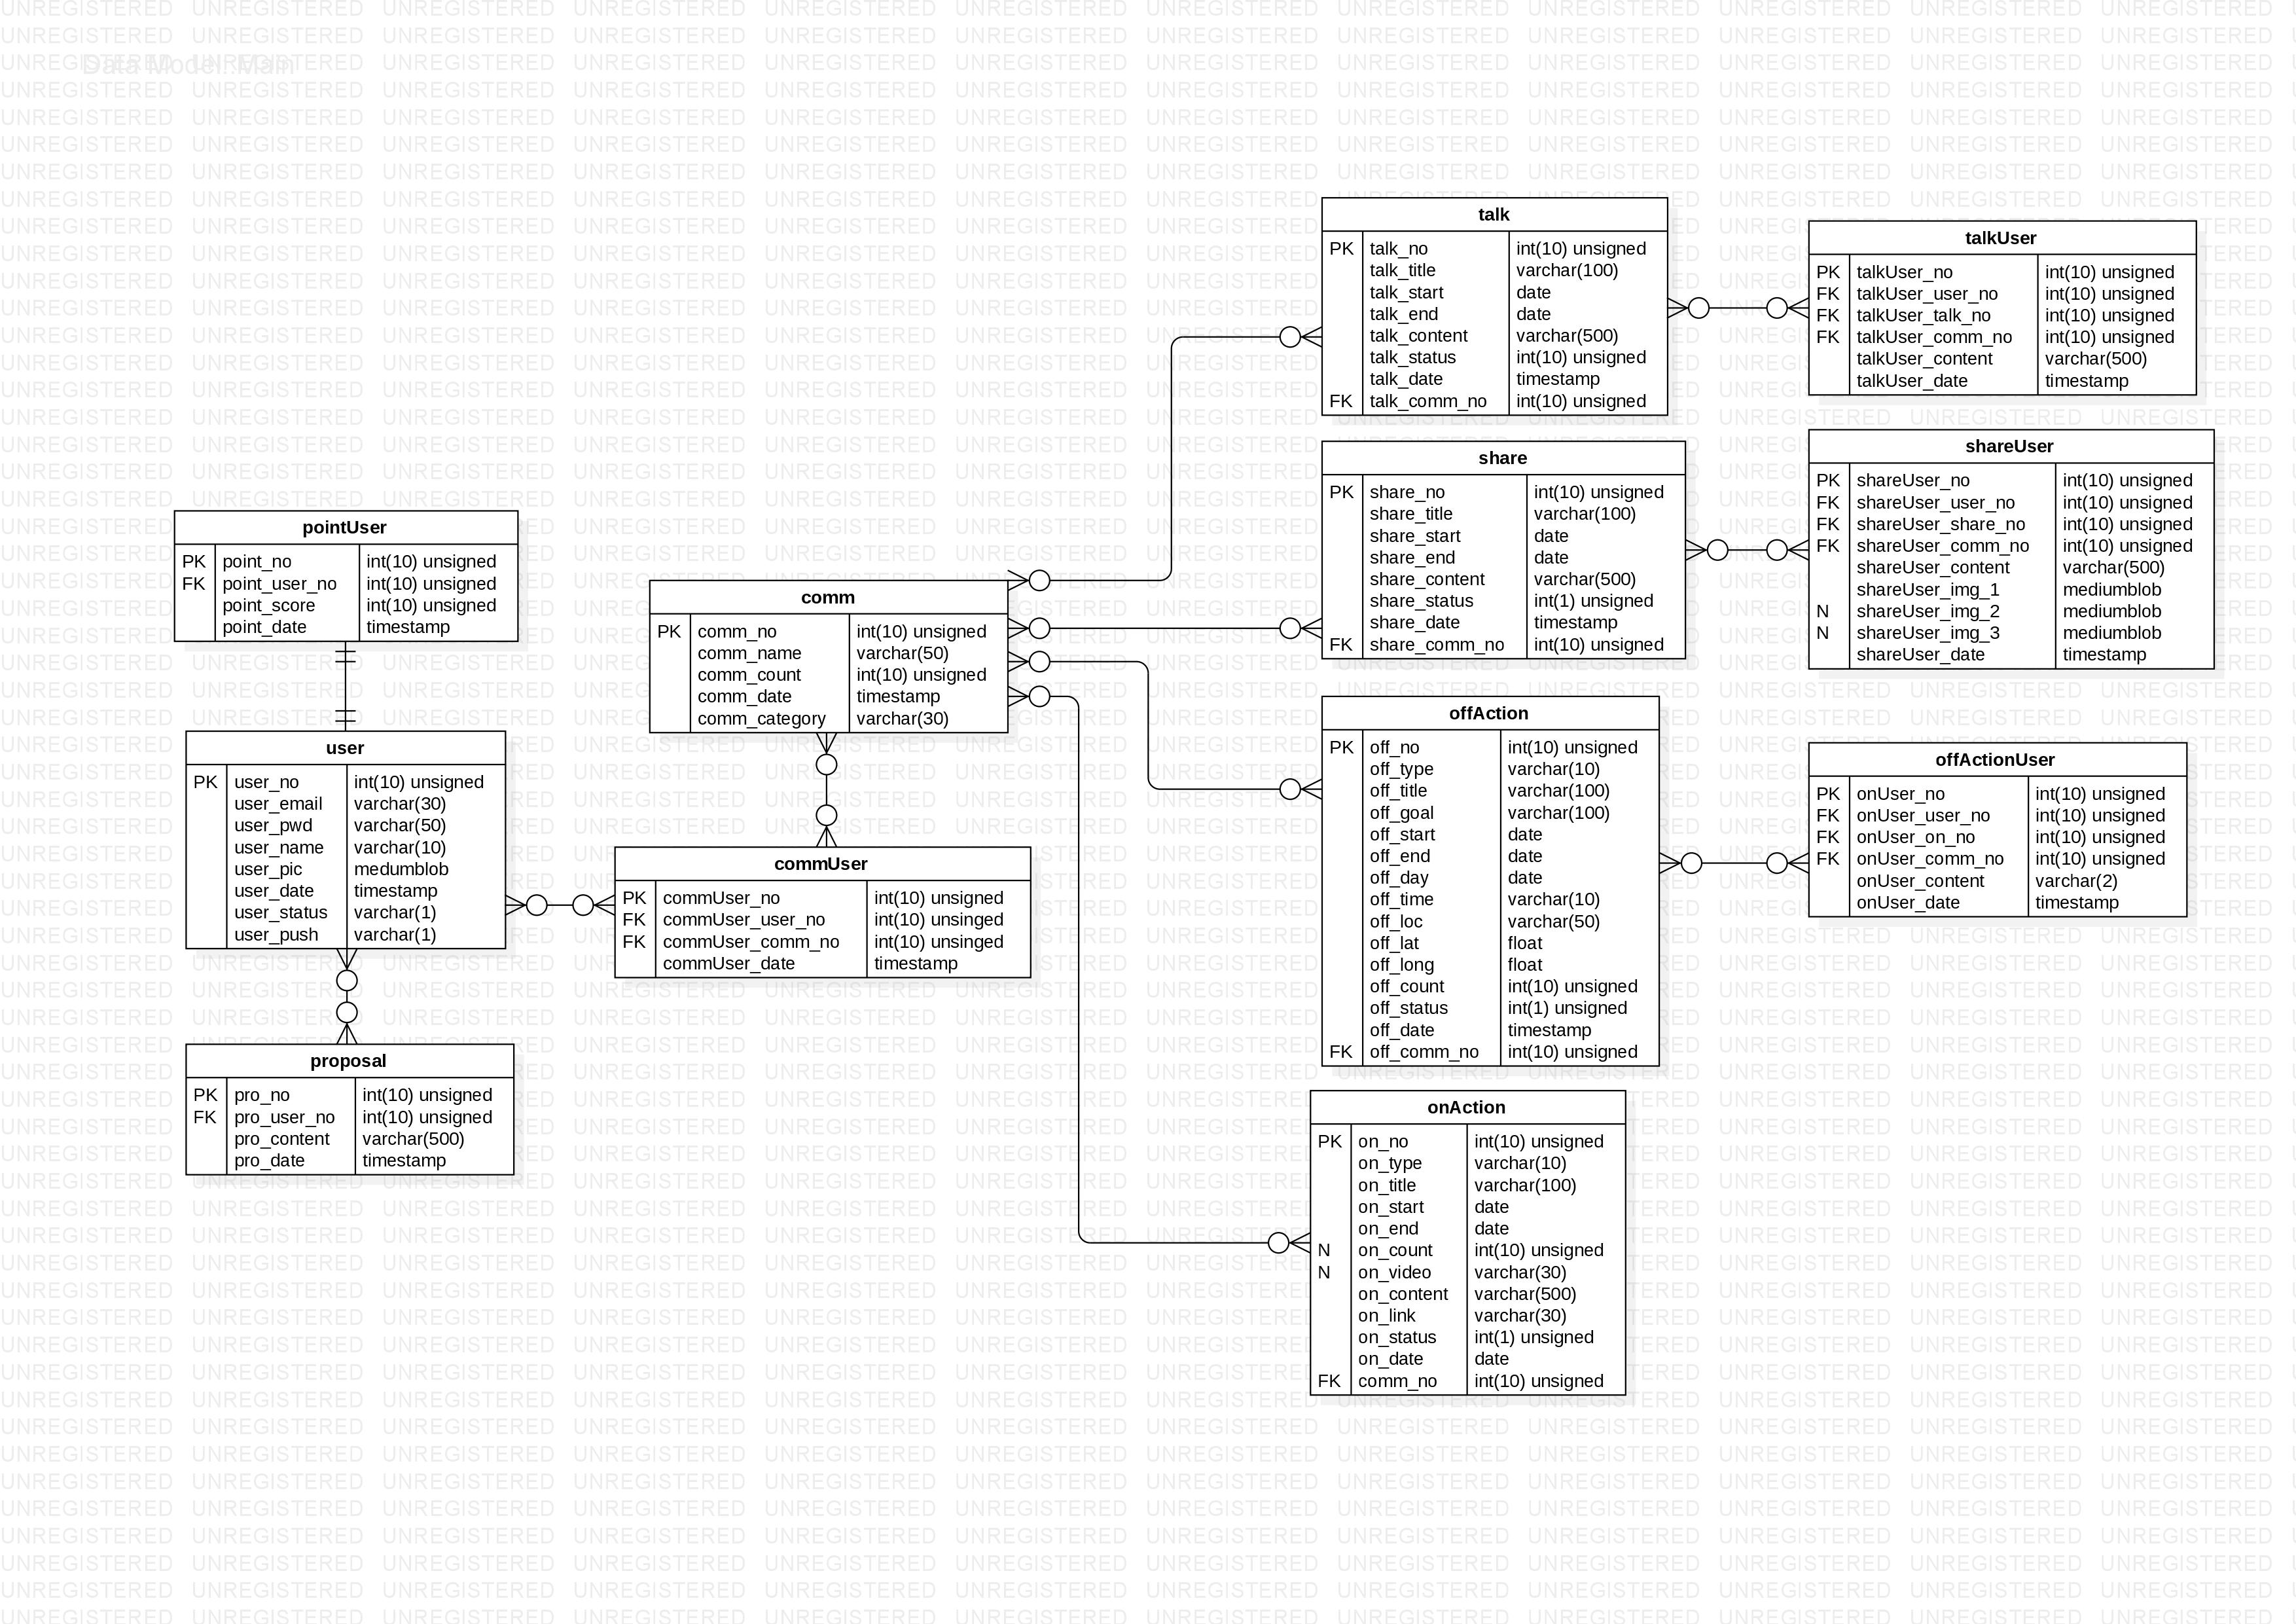 Data Model::Main
talk
PK talk_no int(10) unsigned
talk_title varchar(100)
talk_start date
talk_end date
talk_content varchar(500)
talk_status int(10) unsigned
talk_date timestamp
FK talk_comm_no int(10) unsigned
talkUser
PK talkUser_no int(10) unsigned
FK talkUser_user_no int(10) unsigned
FK talkUser_talk_no int(10) unsigned
FK talkUser_comm_no int(10) unsigned
talkUser_content varchar(500)
talkUser_date timestamp
share
PK share_no int(10) unsigned
share_title varchar(100)
share_start date
share_end date
share_content varchar(500)
share_status int(1) unsigned
share_date timestamp
FK share_comm_no int(10) unsigned
shareUser
PK shareUser_no int(10) unsigned
FK shareUser_user_no int(10) unsigned
FK shareUser_share_no int(10) unsigned
FK shareUser_comm_no int(10) unsigned
shareUser_content varchar(500)
shareUser_img_1 mediumblob
N shareUser_img_2 mediumblob
N shareUser_img_3 mediumblob
shareUser_date timestamp
pointUser
PK point_no int(10) unsigned
FK point_user_no int(10) unsigned
point_score int(10) unsigned
point_date timestamp
comm
PK comm_no int(10) unsigned
comm_name varchar(50)
comm_count int(10) unsigned
comm_date timestamp
comm_category varchar(30)
user
PK user_no int(10) unsigned
user_email varchar(30)
user_pwd varchar(50)
user_name varchar(10)
user_pic medumblob
user_date timestamp
user_status varchar(1)
user_push varchar(1)
commUser
PK commUser_no int(10) unsigned
FK commUser_user_no int(10) unsinged
FK commUser_comm_no int(10) unsinged
commUser_date timestamp
proposal
PK pro_no int(10) unsigned
FK pro_user_no int(10) unsigned
pro_content varchar(500)
pro_date timestamp
offAction
PK off_no int(10) unsigned
off_type varchar(10)
off_title varchar(100)
off_goal varchar(100)
off_start date
off_end date
off_day date
off_time varchar(10)
off_loc varchar(50)
off_lat float
off_long float
off_count int(10) unsigned
off_status int(1) unsigned
off_date timestamp
FK off_comm_no int(10) unsigned
offActionUser
PK onUser_no int(10) unsigned
FK onUser_user_no int(10) unsigned
FK onUser_on_no int(10) unsigned
FK onUser_comm_no int(10) unsigned
onUser_content varchar(2)
onUser_date timestamp
onAction
PK on_no int(10) unsigned
on_type varchar(10)
on_title varchar(100)
on_start date
on_end date
N on_count int(10) unsigned
N on_video varchar(30)
on_content varchar(500)
on_link varchar(30)
on_status int(1) unsigned
on_date date
FK comm_no int(10) unsigned
UNREGISTERED